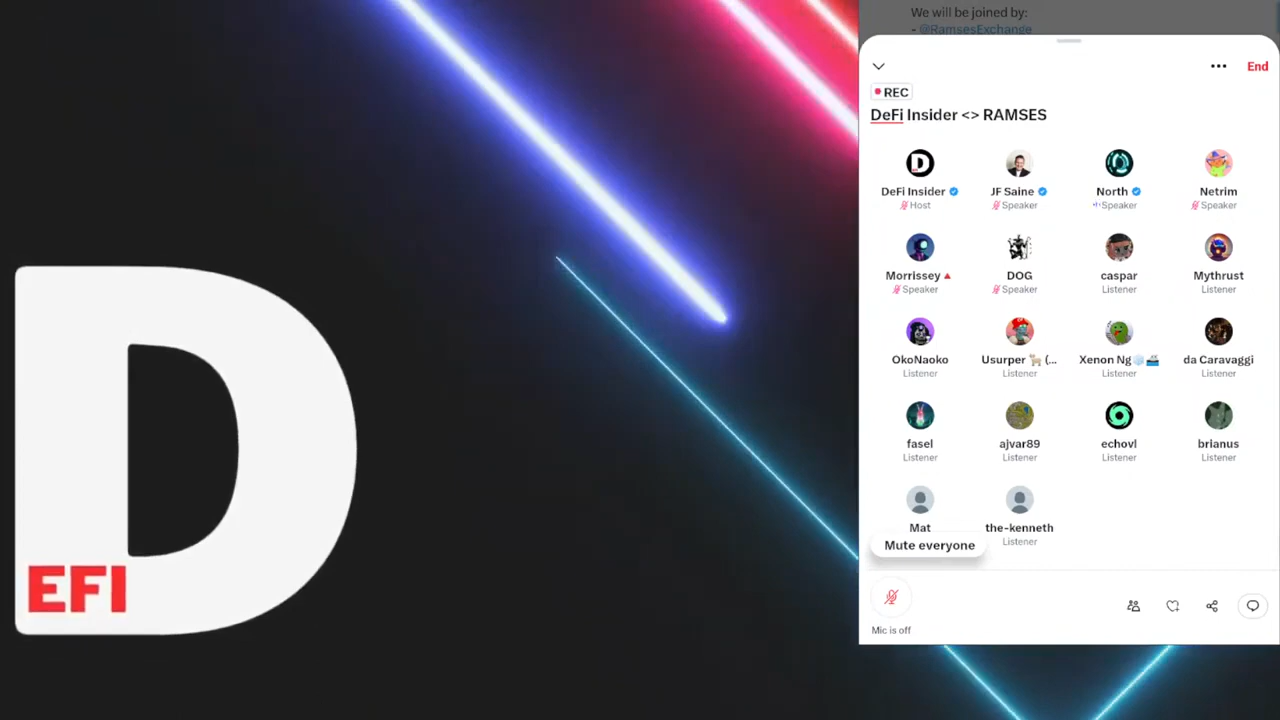 D
EFI
We will be joined by:
- @RamsesExchange
End
REC
DeFi Insider <> RAMSES
D
DeFi Insider
JF Saine
North
Netrim
Host
Speaker
Speaker
Speaker
Morrissey
DOG
caspar
Mythrust
Speaker
Speaker
Listener
Listener
OkoNaoko
Usurper (...
Xenon Ng
da Caravaggi
Listener
Listener
Listener
Listener
fasel
ajvar89
echovl
brianus
Listener
Listener
Listener
Listener
Mat
the-kenneth
Listener
Mute everyone
Mic is off